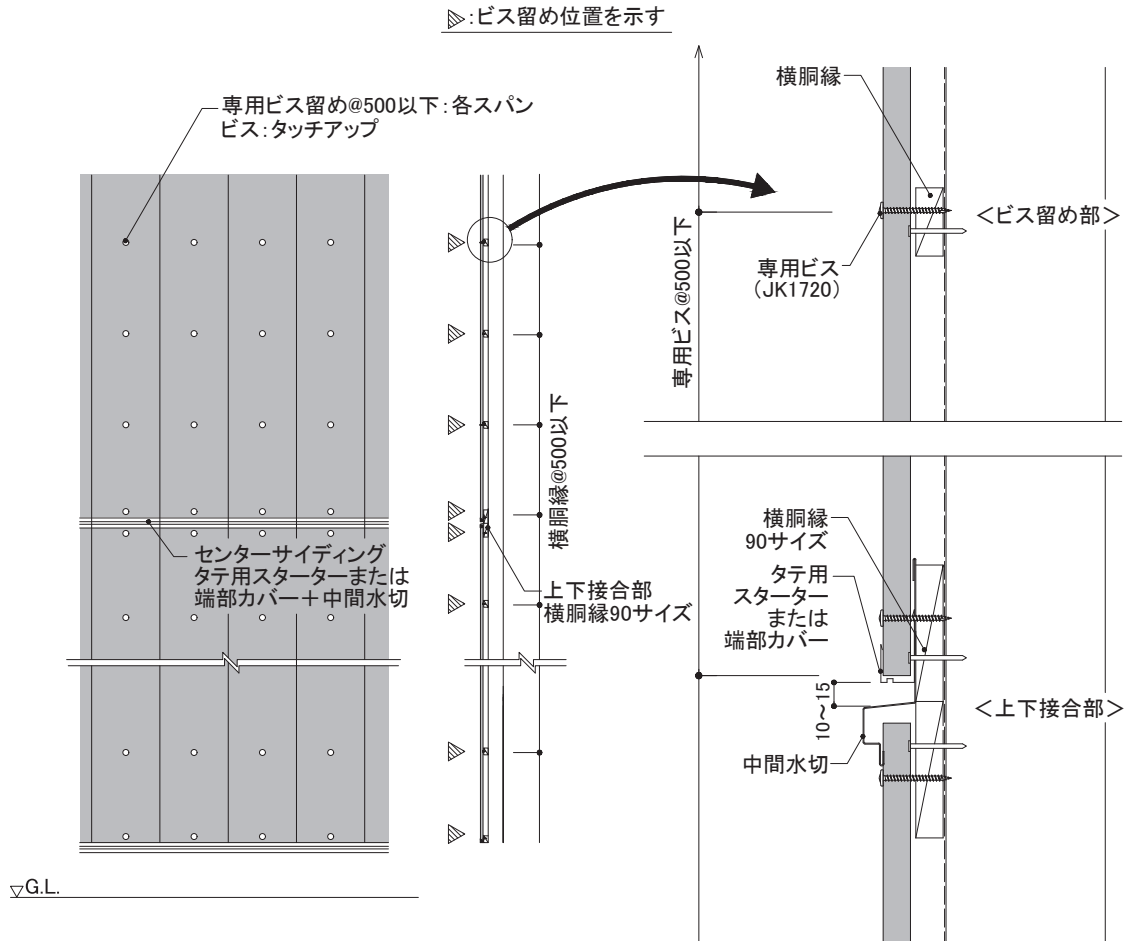 :ビス留め位置を示す
専用ビス留め@500以下:各スパン
ビス:タッチアップ
センターサイディング
タテ用スターターまたは
端部カバー+中間水切
▽G.L.
横胴縁@500以下
上下接合部
横胴縁90サイズ
専用ビス@500以下
横胴縁
<ビス留め部>
専用ビス
(JK1720)
横胴縁
90サイズ
タテ用
スターター
または
端部カバー
10~15
<上下接合部>
中間水切